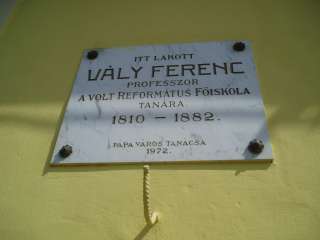 ITT LAKOTT
VÁLY FERENC
PROFESSZOR
A VOLT REFORMÁTUS FŐISKOLA
TANÁRA.
1810 – 1882.
PÁPA VÁROS TANÁCSA
1972.